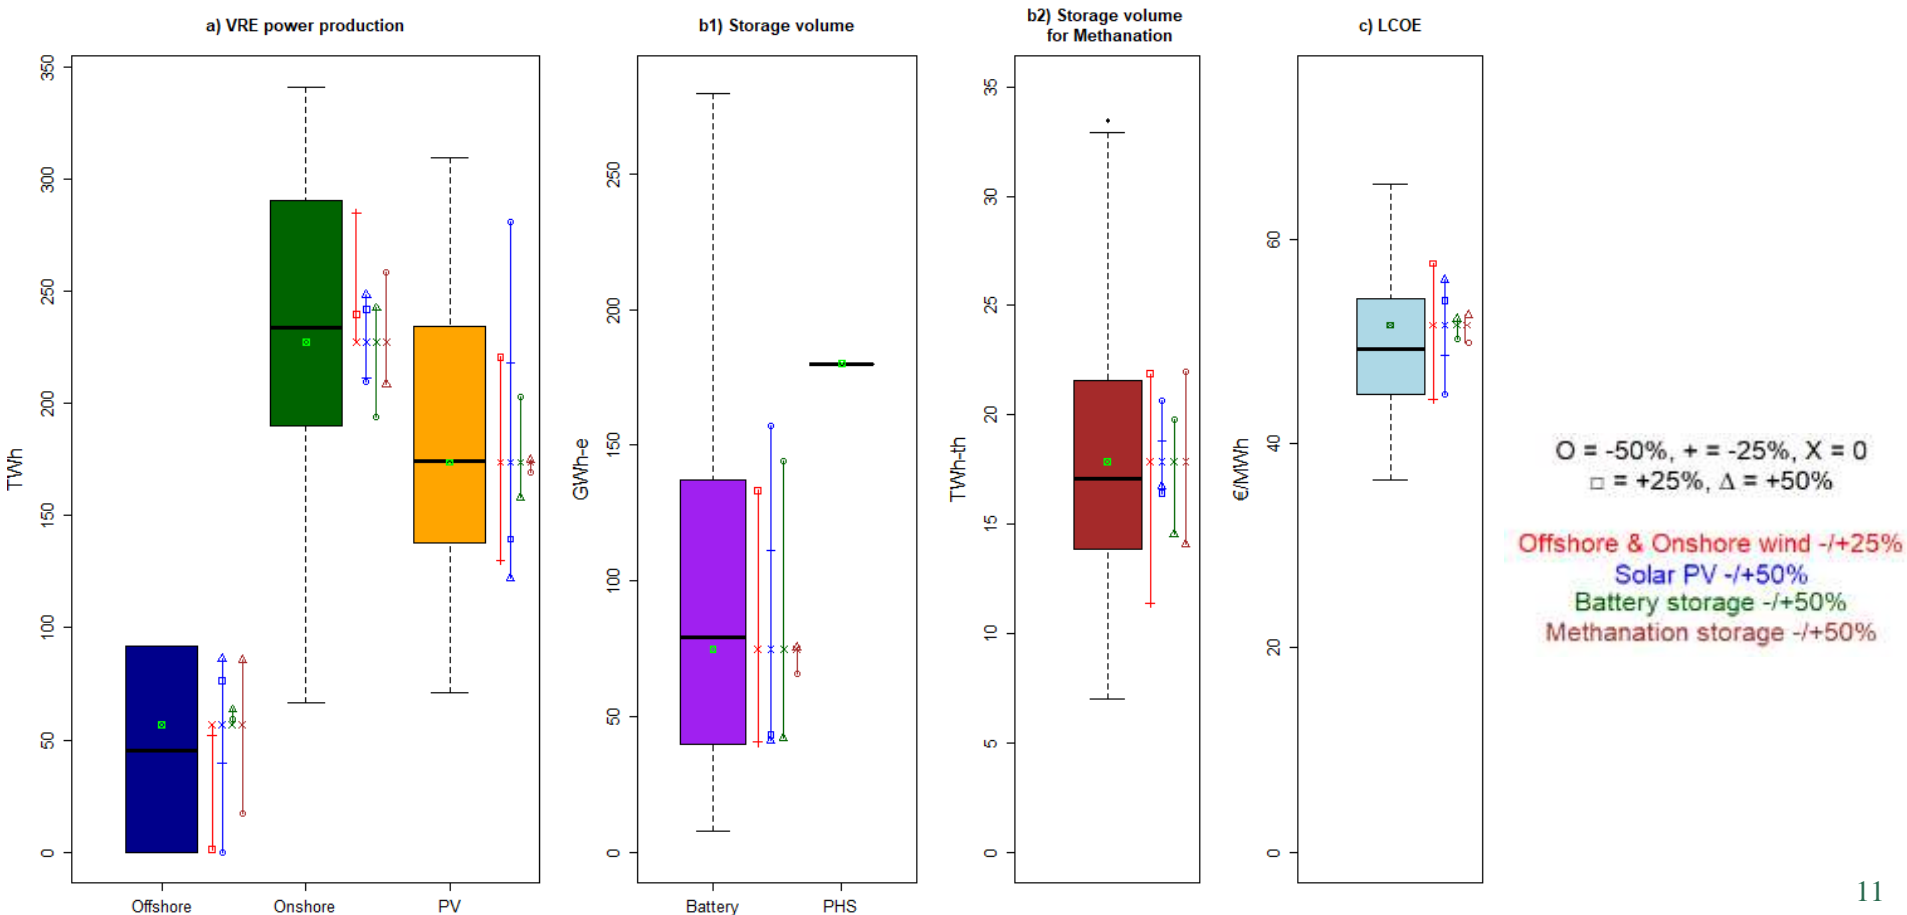 a) VRE power production
TWh
350
300
250
200
150
100
50
0
Offshore Onshore PV
b1) Storage volume
GWh-e
250
200
150
100
50
0
Battery PHS
b2) Storage volume
for Methanation
TWh-th
35
30
25
20
15
10
5
0
c) LCOE
€/MWh
60
40
20
0
O = -50%, + = -25%, X = 0
□ = +25%, Δ = +50%
Offshore & Onshore wind -/+25%
Solar PV -/+50%
Battery storage -/+50%
Methanation storage -/+50%
11